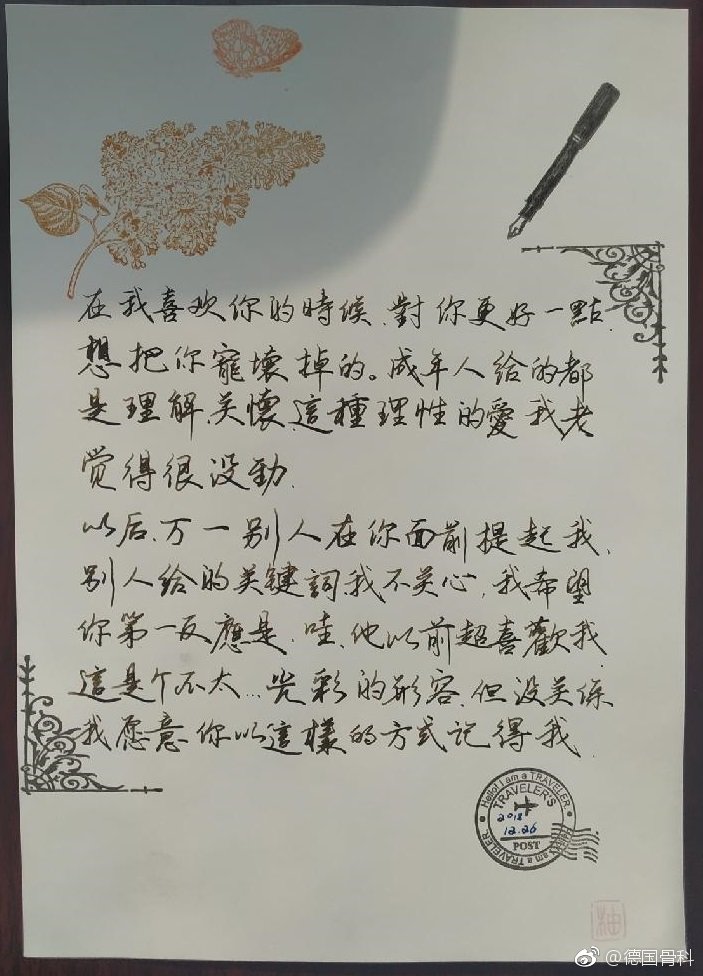 在我喜欢你的時候、對你更好一點.
想把你寵壞掉的。成年人给的都
是理解、关懷、這種理性的愛我老
觉得很没勁.
以后、万一别人在你面前提起我、
别人给的关键詞我不关心、我希望
你第一反應是、哇、他以前超喜歡我
這是个不太...光彩的形容、但没关係
我愿意你以這樣的方式記得我.
Hello! I am a TRAVELER.
TRAVELER'S
2018
12.26
POST
I am a TRAVELER.
@德国骨科